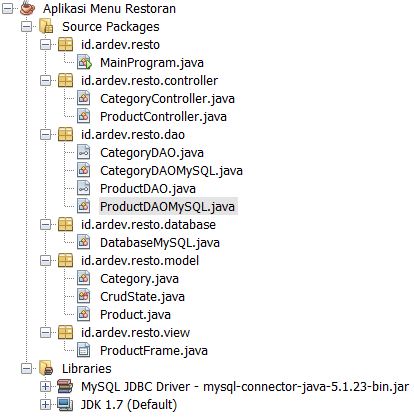 Aplikasi Menu Restoran
Source Packages
id.ardev.resto
MainProgram.java
id.ardev.resto.controller
CategoryController.java
ProductController.java
id.ardev.resto.dao
CategoryDAO.java
CategoryDAOMySQL.java
ProductDAO.java
ProductDAOMySQL.java
id.ardev.resto.database
DatabaseMySQL.java
id.ardev.resto.model
Category.java
CrudState.java
Product.java
id.ardev.resto.view
ProductFrame.java
Libraries
MySQL JDBC Driver - mysql-connector-java-5.1.23-bin.jar
JDK 1.7 (Default)